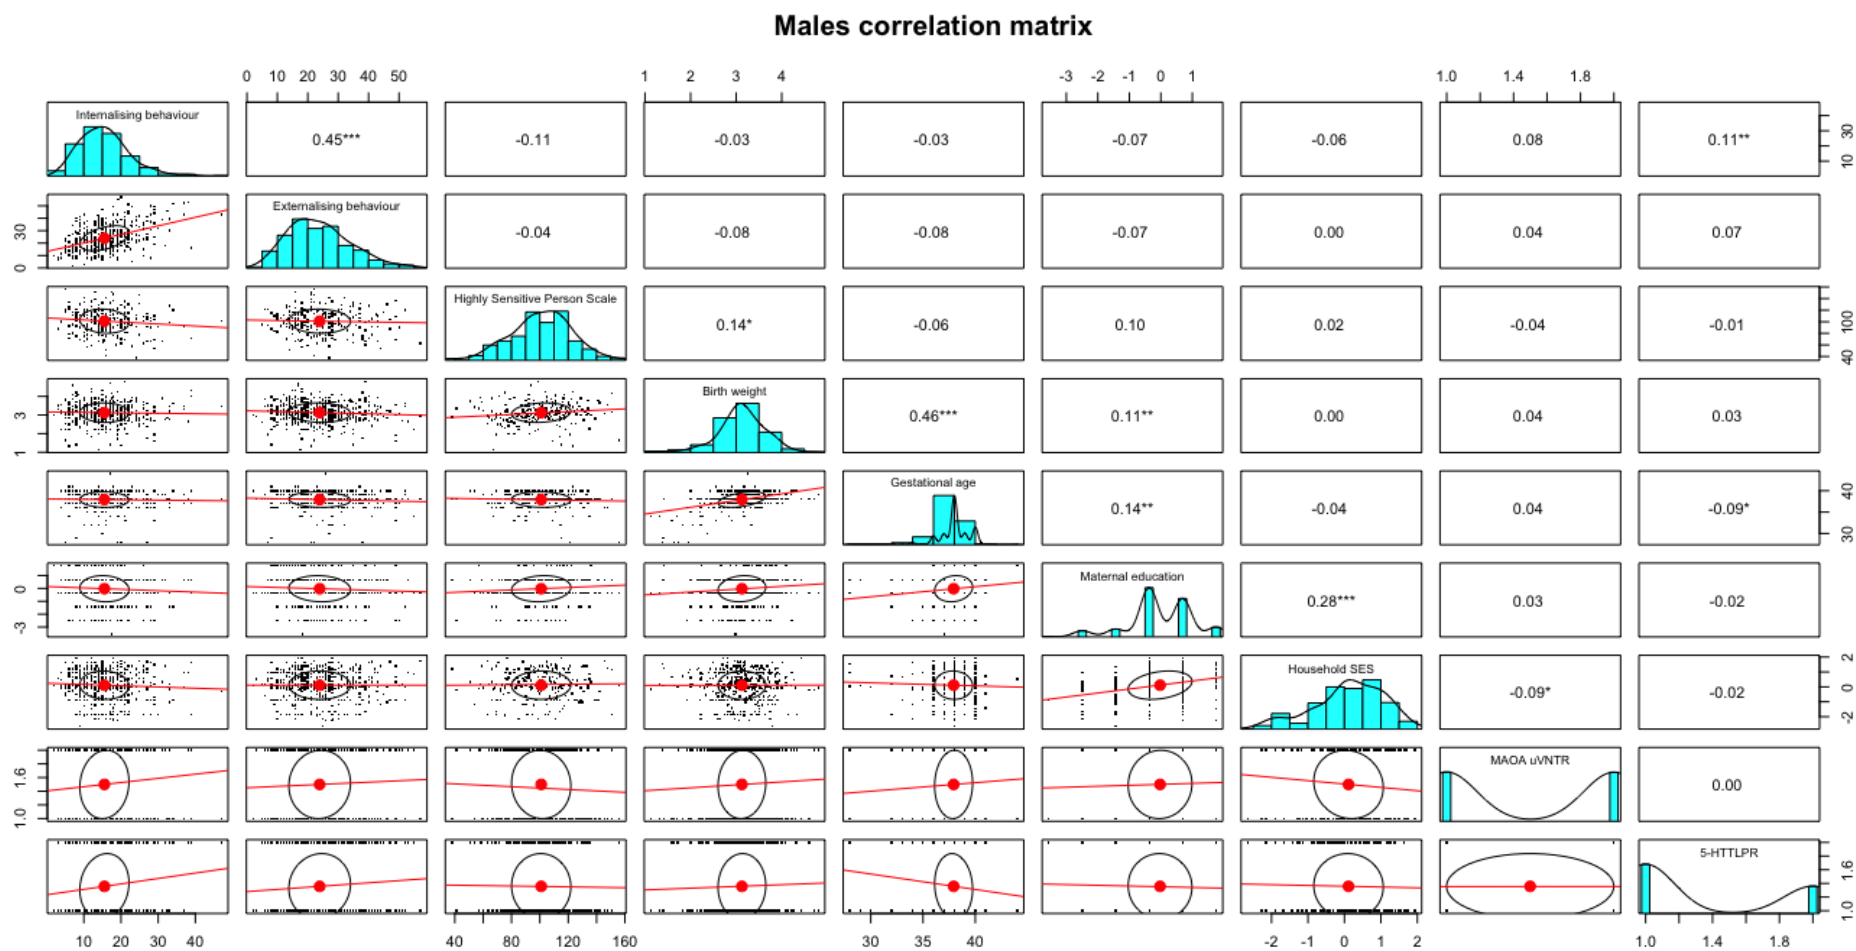 Males correlation matrix
0 10 20 30 40 50
1 2 3 4
-3 -2 -1 0 1
1.0 1.4 1.8
Internalising behaviour
0.45***
-0.11
-0.03
-0.03
-0.07
-0.06
0.08
0.11**
10 30
0 30
Externalising behaviour
-0.04
-0.08
-0.08
-0.07
0.00
0.04
0.07
Highly Sensitive Person Scale
0.14*
-0.06
0.10
0.02
-0.04
-0.01
40 100
1 3
Birth weight
0.46***
0.11**
0.00
0.04
0.03
Gestational age
0.14**
-0.04
0.04
-0.09*
30 40
-3 0
Maternal education
0.28***
0.03
-0.02
Household SES
-0.09*
-0.02
-2 0 2
1.0 1.6
MAOA uVNTR
0.00
5-HTTLPR
1.0 1.6
10 20 30 40
40 80 120 160
30 35 40
-2 -1 0 1 2
1.0 1.4 1.8